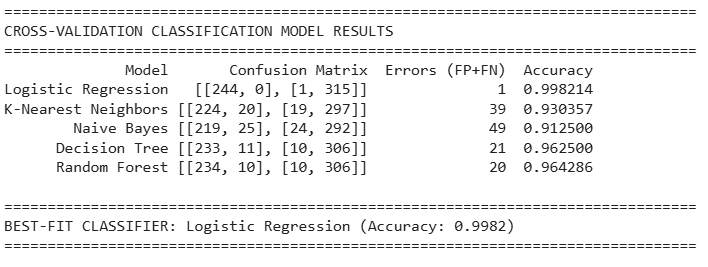 ======================================================================
CROSS-VALIDATION CLASSIFICATION MODEL RESULTS
======================================================================
Model Confusion Matrix Errors (FP+FN) Accuracy
Logistic Regression [[244, 0], [1, 315]] 1 0.998214
K-Nearest Neighbors [[224, 20], [19, 297]] 39 0.930357
Naive Bayes [[219, 25], [24, 292]] 49 0.912500
Decision Tree [[233, 11], [10, 306]] 21 0.962500
Random Forest [[234, 10], [10, 306]] 20 0.964286
======================================================================
BEST-FIT CLASSIFIER: Logistic Regression (Accuracy: 0.9982)
======================================================================